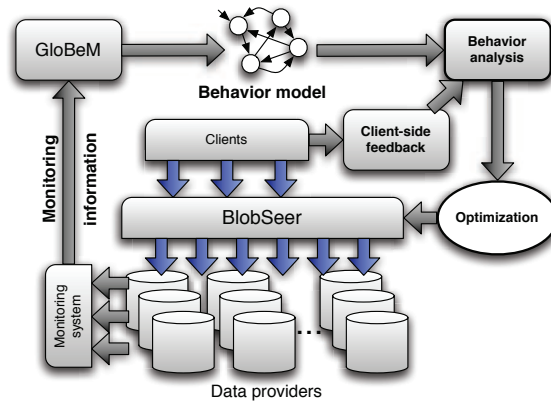 GloBeM
Behavior model
Behavior
analysis
Clients
Client-side
feedback
Monitoring
information
BlobSeer
Optimization
Monitoring
system
...
Data providers